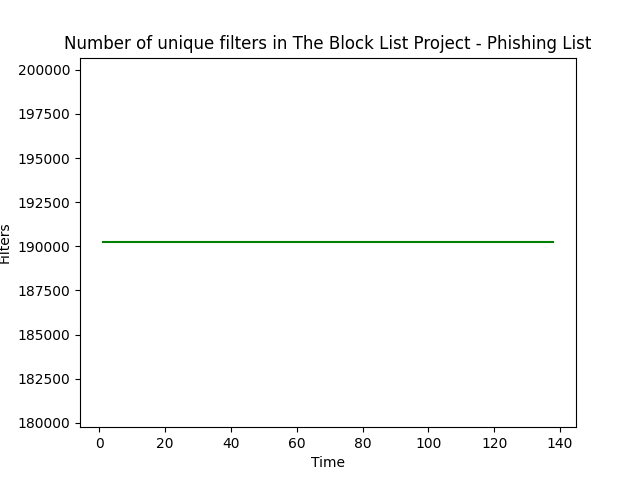 Number of unique filters in The Block List Project - Phishing List
200000
197500
195000
192500
190000
187500
185000
182500
180000
Filters
0 20 40 60 80 100 120 140
Time